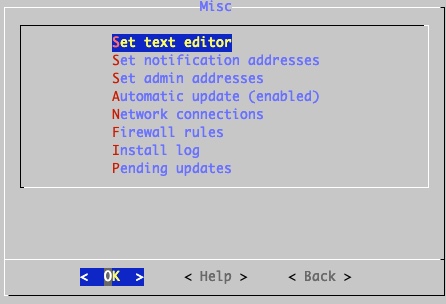 Misc
Set text editor
Set notification addresses
Set admin addresses
Automatic update (enabled)
Network connections
Firewall rules
Install log
Pending updates
< OK > < Help > < Back >